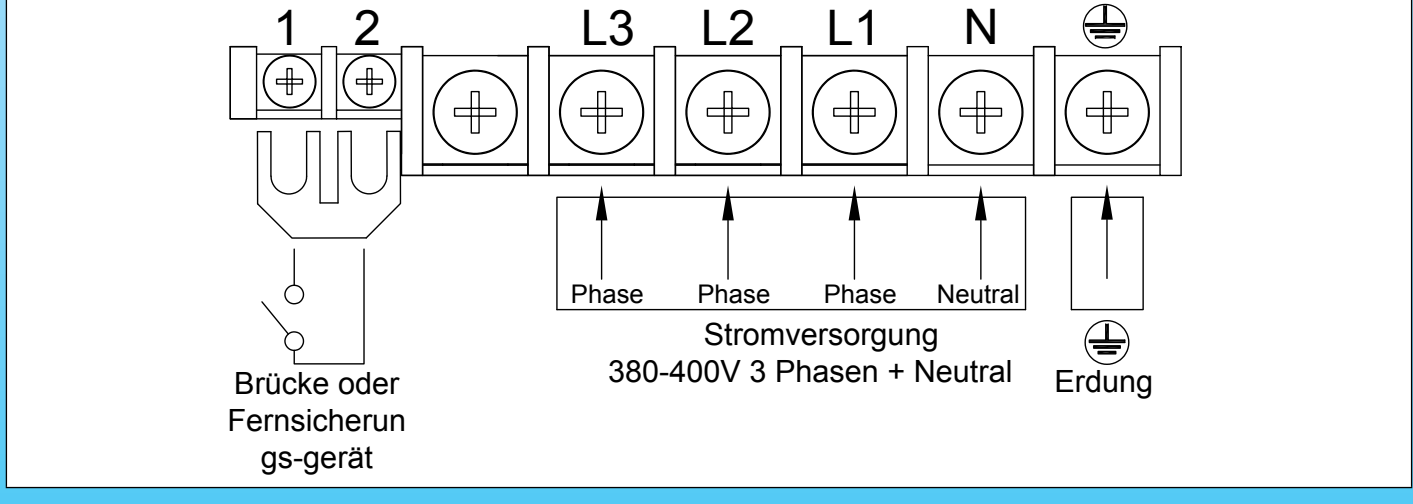 1 2 L3 L2 L1 N
Phase Phase Phase Neutral
Stromversorgung
380-400V 3 Phasen + Neutral
Erdung
Brücke oder
Fernsicherun
gs-gerät